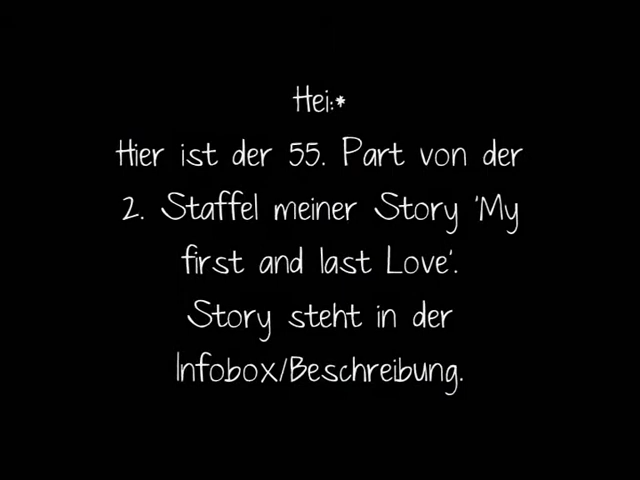 Hei:*
Hier ist der 55. Part von der
2. Staffel meiner Story 'My
first and last Love'.
Story steht in der
Infobox/Beschreibung.